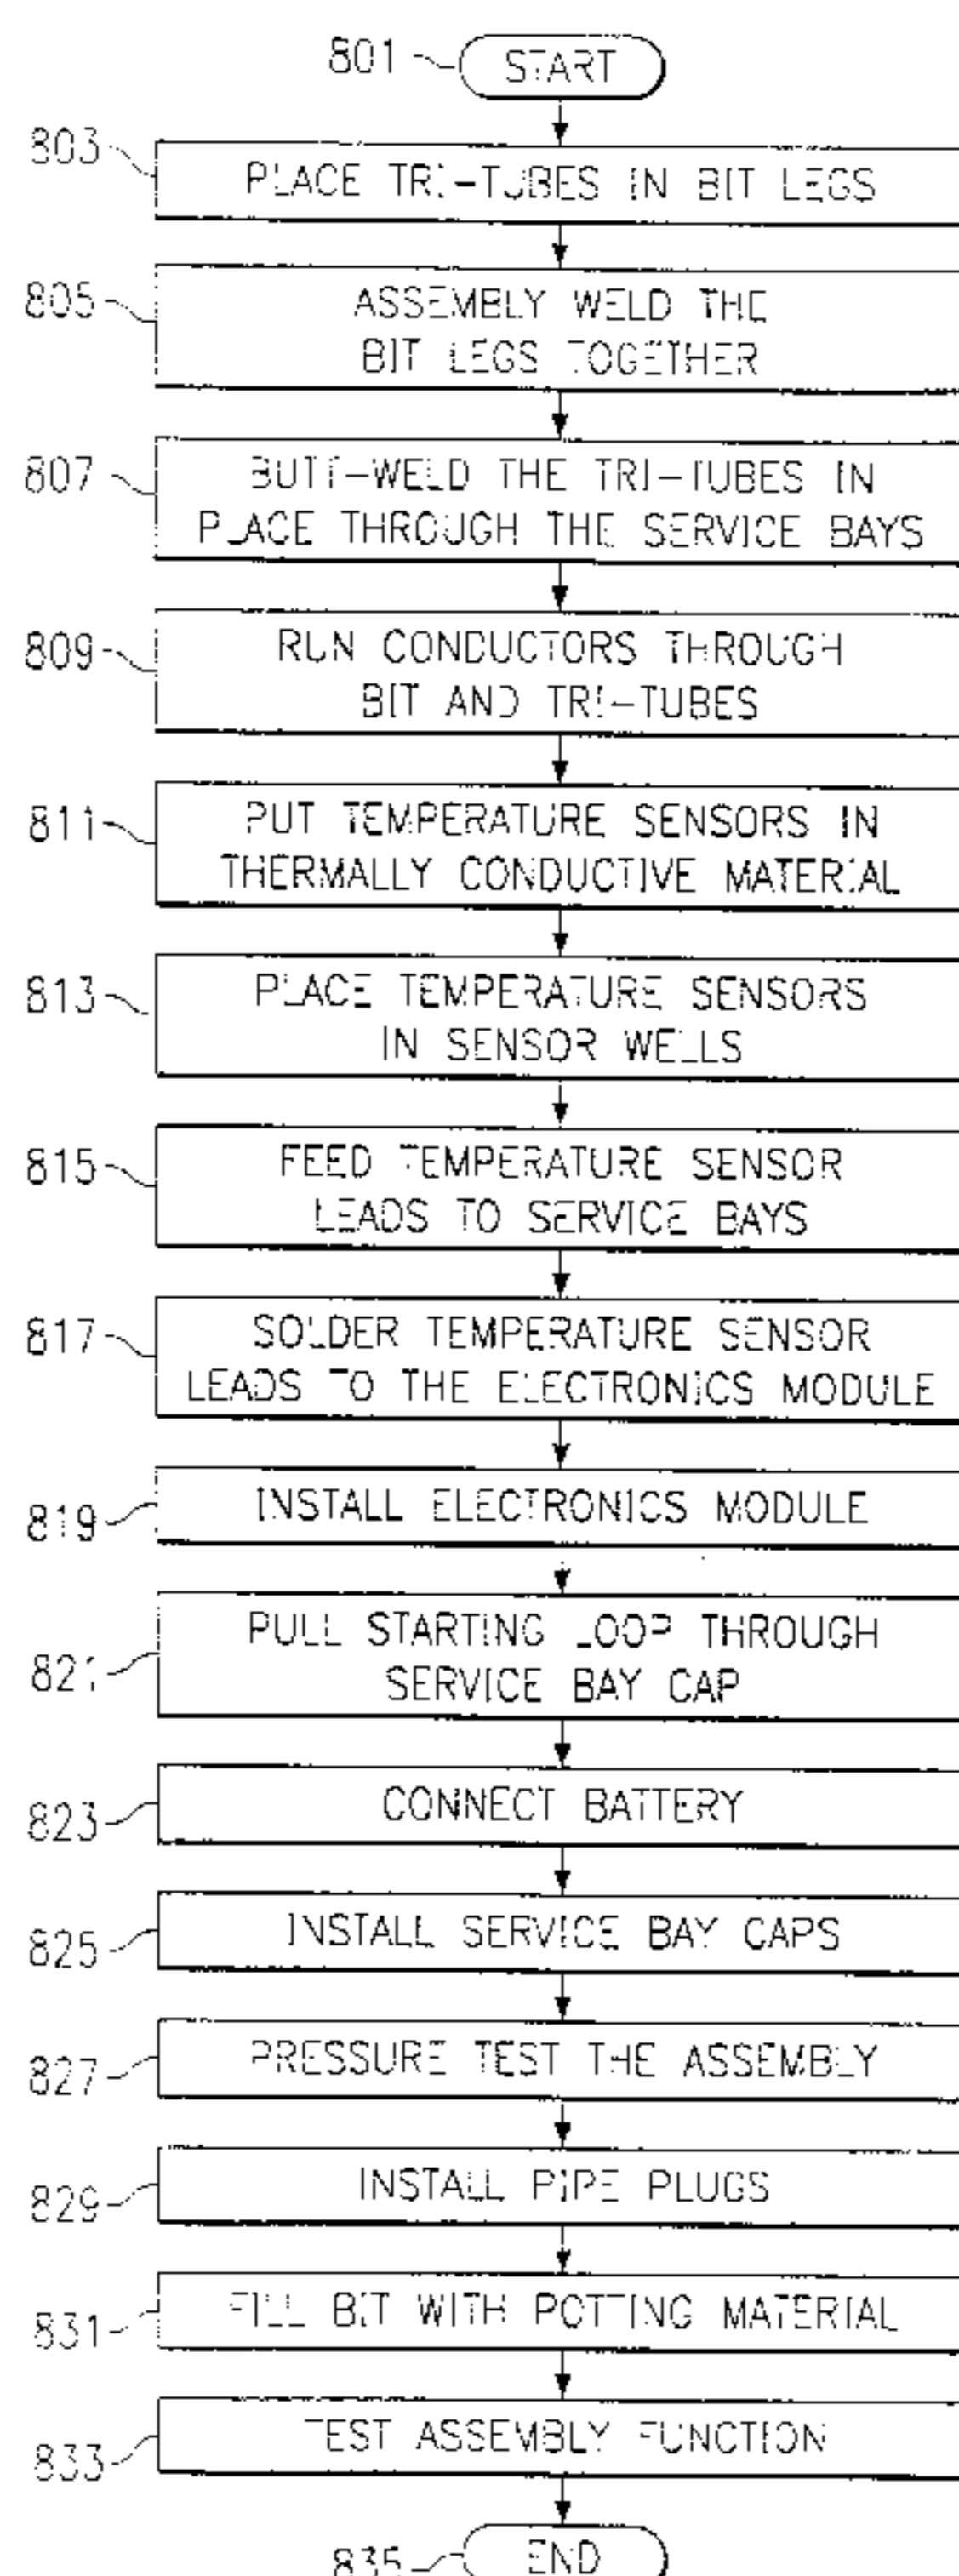 801 START
803 PLACE TRI-TUBES IN BIT LEGS
805 ASSEMBLY WELD THE
BIT LEGS TOGETHER
807 BUTT-WELD THE TRI-TUBES IN
PLACE THROUGH THE SERVICE BAYS
809 RUN CONDUCTORS THROUGH
BIT AND TRI-TUBES
811 PUT TEMPERATURE SENSORS IN
THERMALLY CONDUCTIVE MATERIAL
813 PLACE TEMPERATURE SENSORS
IN SENSOR WELLS
815 FEED TEMPERATURE SENSOR
LEADS TO SERVICE BAYS
817 SOLDER TEMPERATURE SENSOR
LEADS TO THE ELECTRONICS MODULE
819 INSTALL ELECTRONICS MODULE
821 PULL STARTING LOOP THROUGH
SERVICE BAY CAP
823 CONNECT BATTERY
825 INSTALL SERVICE BAY CAPS
827 PRESSURE TEST THE ASSEMBLY
829 INSTALL PIPE PLUGS
831 FILL BIT WITH POTTING MATERIAL
833 TEST ASSEMBLY FUNCTION
835 END